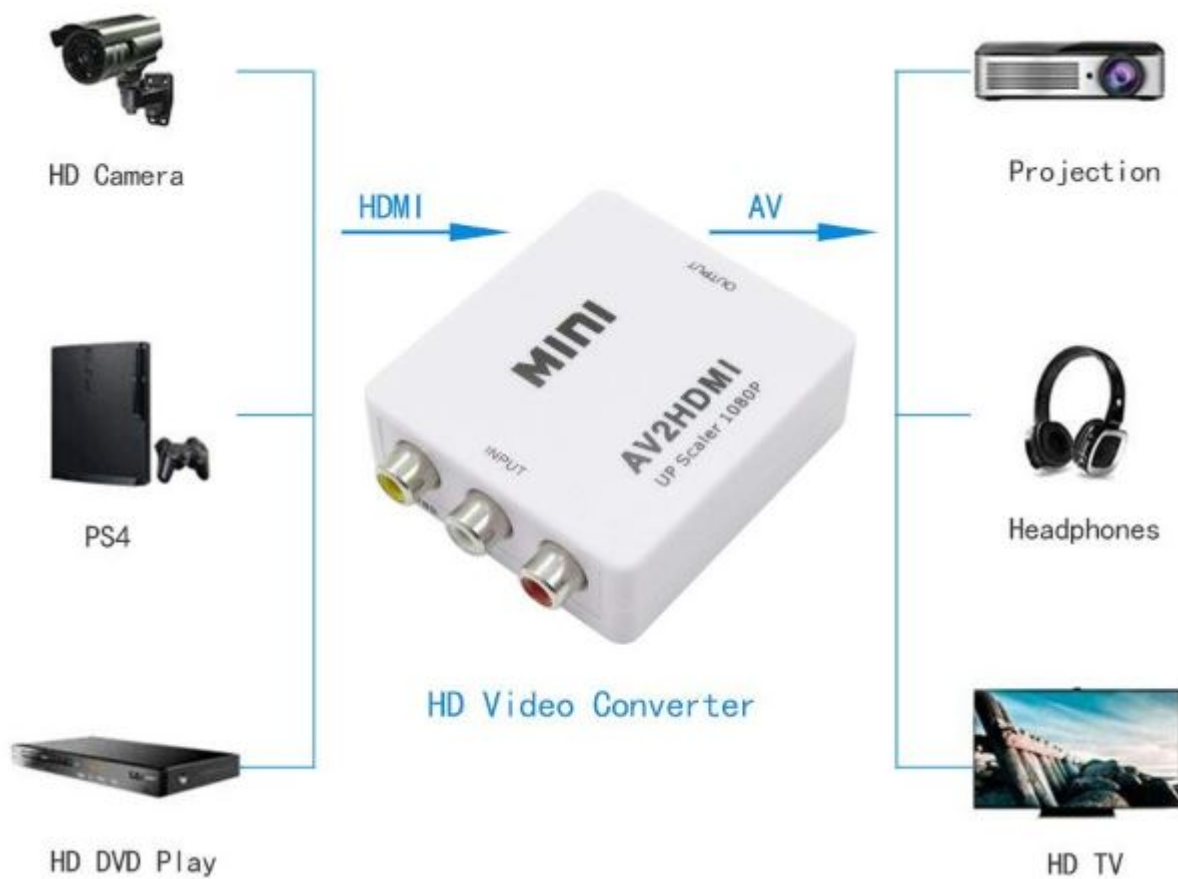 HD Camera
HDMI
AV
Projection
OUTPUT
MINI
AV2HDMI
UP Scaler 1080P
INPUT
PS4
Headphones
HD Video Converter
HD DVD Play
HD TV